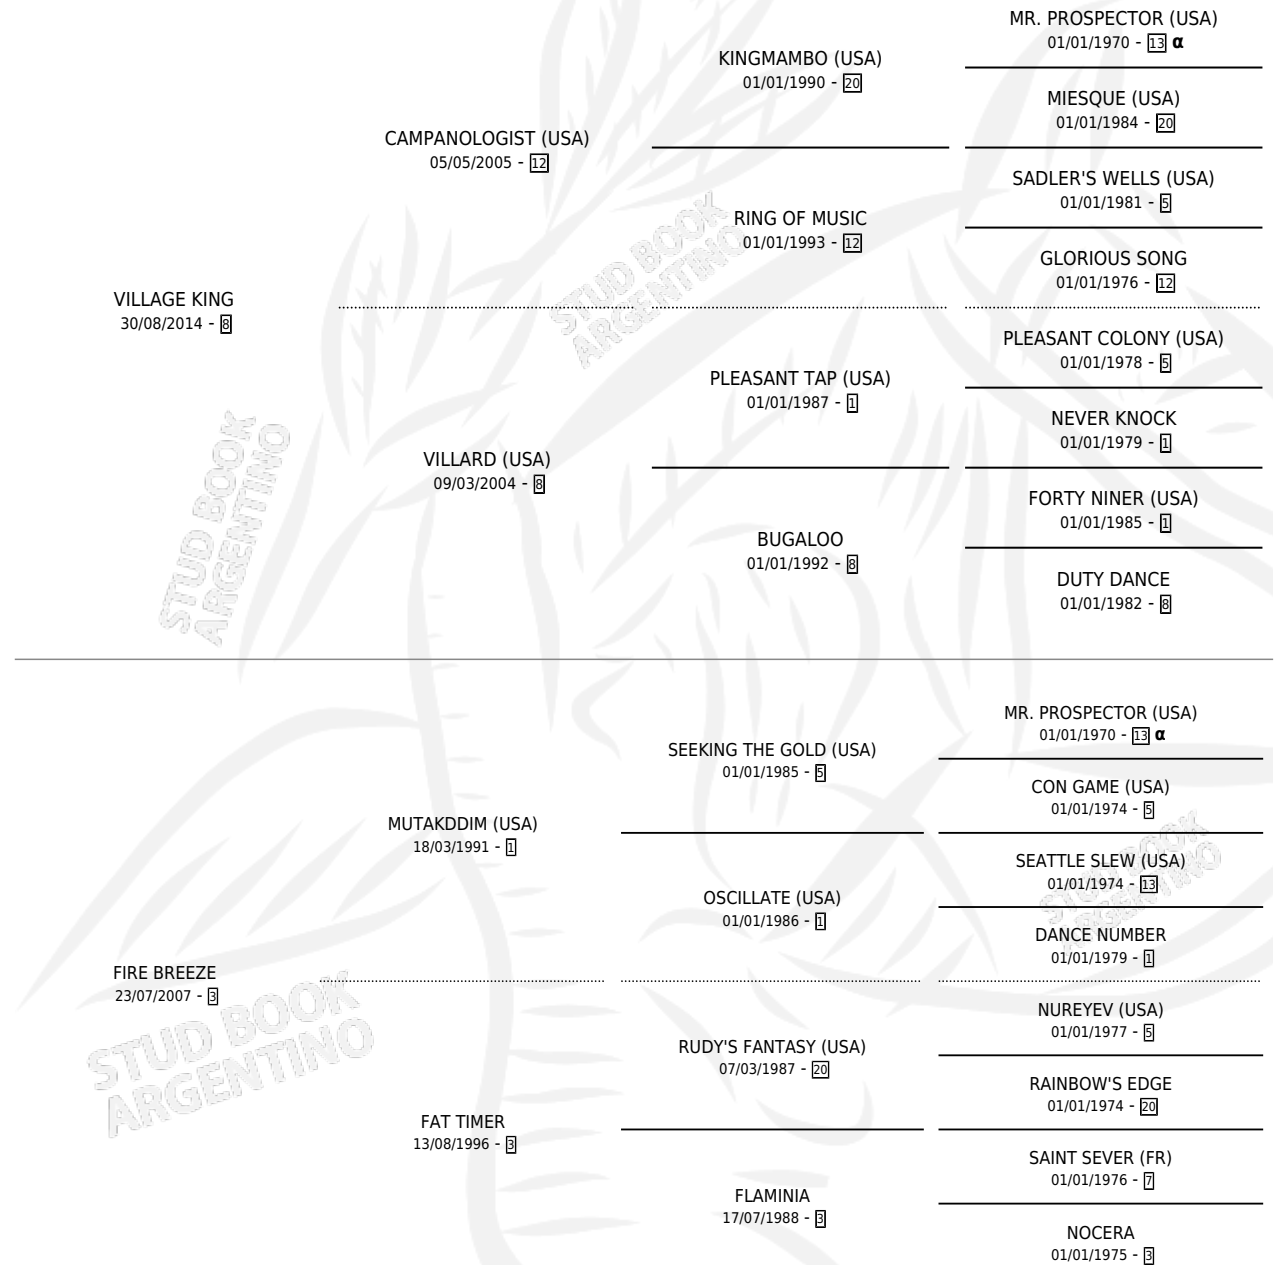 MR. PROSPECTOR (USA)
01/01/1970 - 13 α
KINGMAMBO (USA)
01/01/1990 - 20
MIESQUE (USA)
01/01/1984 - 20
CAMPANOLOGIST (USA)
05/05/2005 - 12
SADLER'S WELLS (USA)
01/01/1981 - 5
RING OF MUSIC
01/01/1993 - 12
GLORIOUS SONG
01/01/1976 - 12
VILLAGE KING
30/08/2014 - 8
PLEASANT COLONY (USA)
01/01/1978 - 5
PLEASANT TAP (USA)
01/01/1987 - 1
NEVER KNOCK
01/01/1979 - 1
VILLARD (USA)
09/03/2004 - 8
FORTY NINER (USA)
01/01/1985 - 1
BUGALOO
01/01/1992 - 8
DUTY DANCE
01/01/1982 - 8
MR. PROSPECTOR (USA)
01/01/1970 - 13 α
SEEKING THE GOLD (USA)
01/01/1985 - 5
CON GAME (USA)
01/01/1974 - 5
MUTAKDDIM (USA)
18/03/1991 - 1
SEATTLE SLEW (USA)
01/01/1974 - 13
OSCILLATE (USA)
01/01/1986 - 1
DANCE NUMBER
01/01/1979 - 1
FIRE BREEZE
23/07/2007 - 3
NUREYEV (USA)
01/01/1977 - 5
RUDY'S FANTASY (USA)
07/03/1987 - 20
RAINBOW'S EDGE
01/01/1974 - 20
FAT TIMER
13/08/1996 - 3
SAINT SEVER (FR)
01/01/1976 - 7
FLAMINIA
17/07/1988 - 3
NOCERA
01/01/1975 - 3
STUD BOOK
ARGENTINO
STUD BOOK
ARGENTINO
STUD BOOK
ARGENTINO
STUD BOOK
ARGENTINO